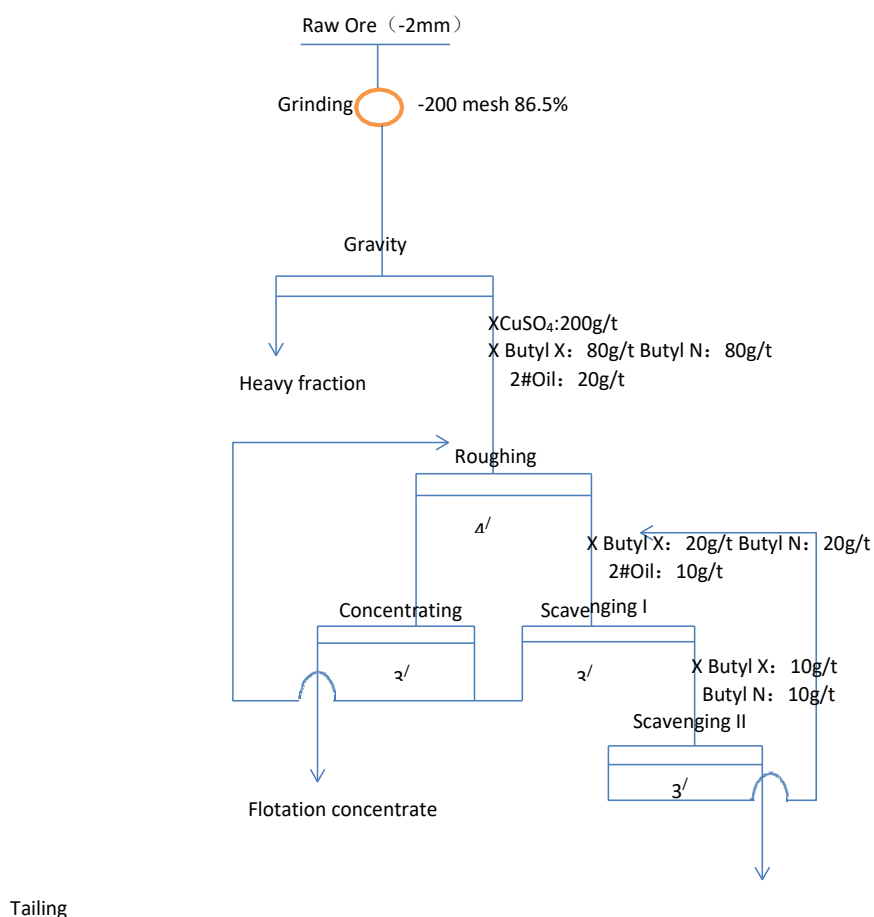 Raw Ore（-2mm）
Grinding
-200 mesh 86.5%
Gravity
XCuSO₄:200g/t
X Butyl X：80g/t Butyl N：80g/t
2#Oil：20g/t
Heavy fraction
Roughing
4/
X Butyl X：20g/t Butyl N：20g/t
2#Oil：10g/t
Concentrating
Scavenging I
3/
3/
X Butyl X：10g/t
Butyl N：10g/t
Scavenging II
3/
Flotation concentrate
Tailing